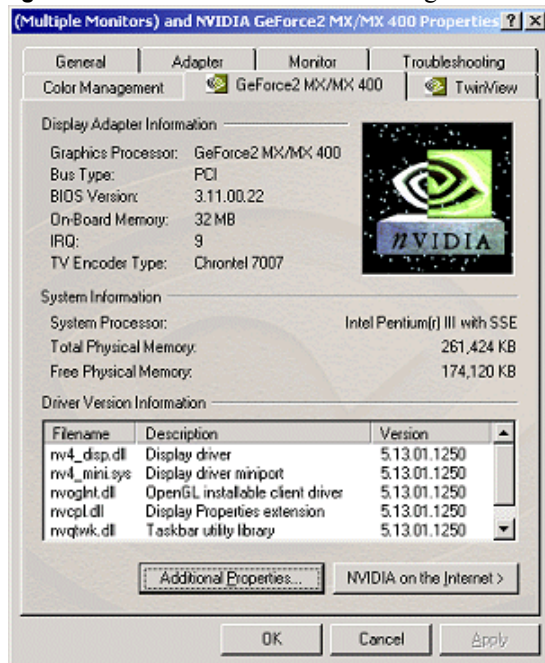 (Multiple Monitors) and NVIDIA GeForce2 MX/MX 400 Properties
General Adapter Monitor Troubleshooting
Color Management GeForce2 MX/MX 400 TwinView
Display Adapter Information
Graphics Processor: GeForce2 MX/MX 400
Bus Type: PCI
BIOS Version: 3.11.00.22
On-Board Memory: 32 MB
IRQ: 9
TV Encoder Type: Chrontel 7007
nVIDIA
System Information
System Processor: Intel Pentium(r) III with SSE
Total Physical Memory: 261,424 KB
Free Physical Memory: 174,120 KB
Driver Version Information
Filename Description Version
nv4_disp.dll Display driver 5.13.01.1250
nv4_mini.sys Display driver miniport 5.13.01.1250
nvoglnt.dll OpenGL installable client driver 5.13.01.1250
nvcpl.dll Display Properties extension 5.13.01.1250
nvqtwk.dll Taskbar utility library 5.13.01.1250
Additional Properties... NVIDIA on the Internet >
OK Cancel Apply